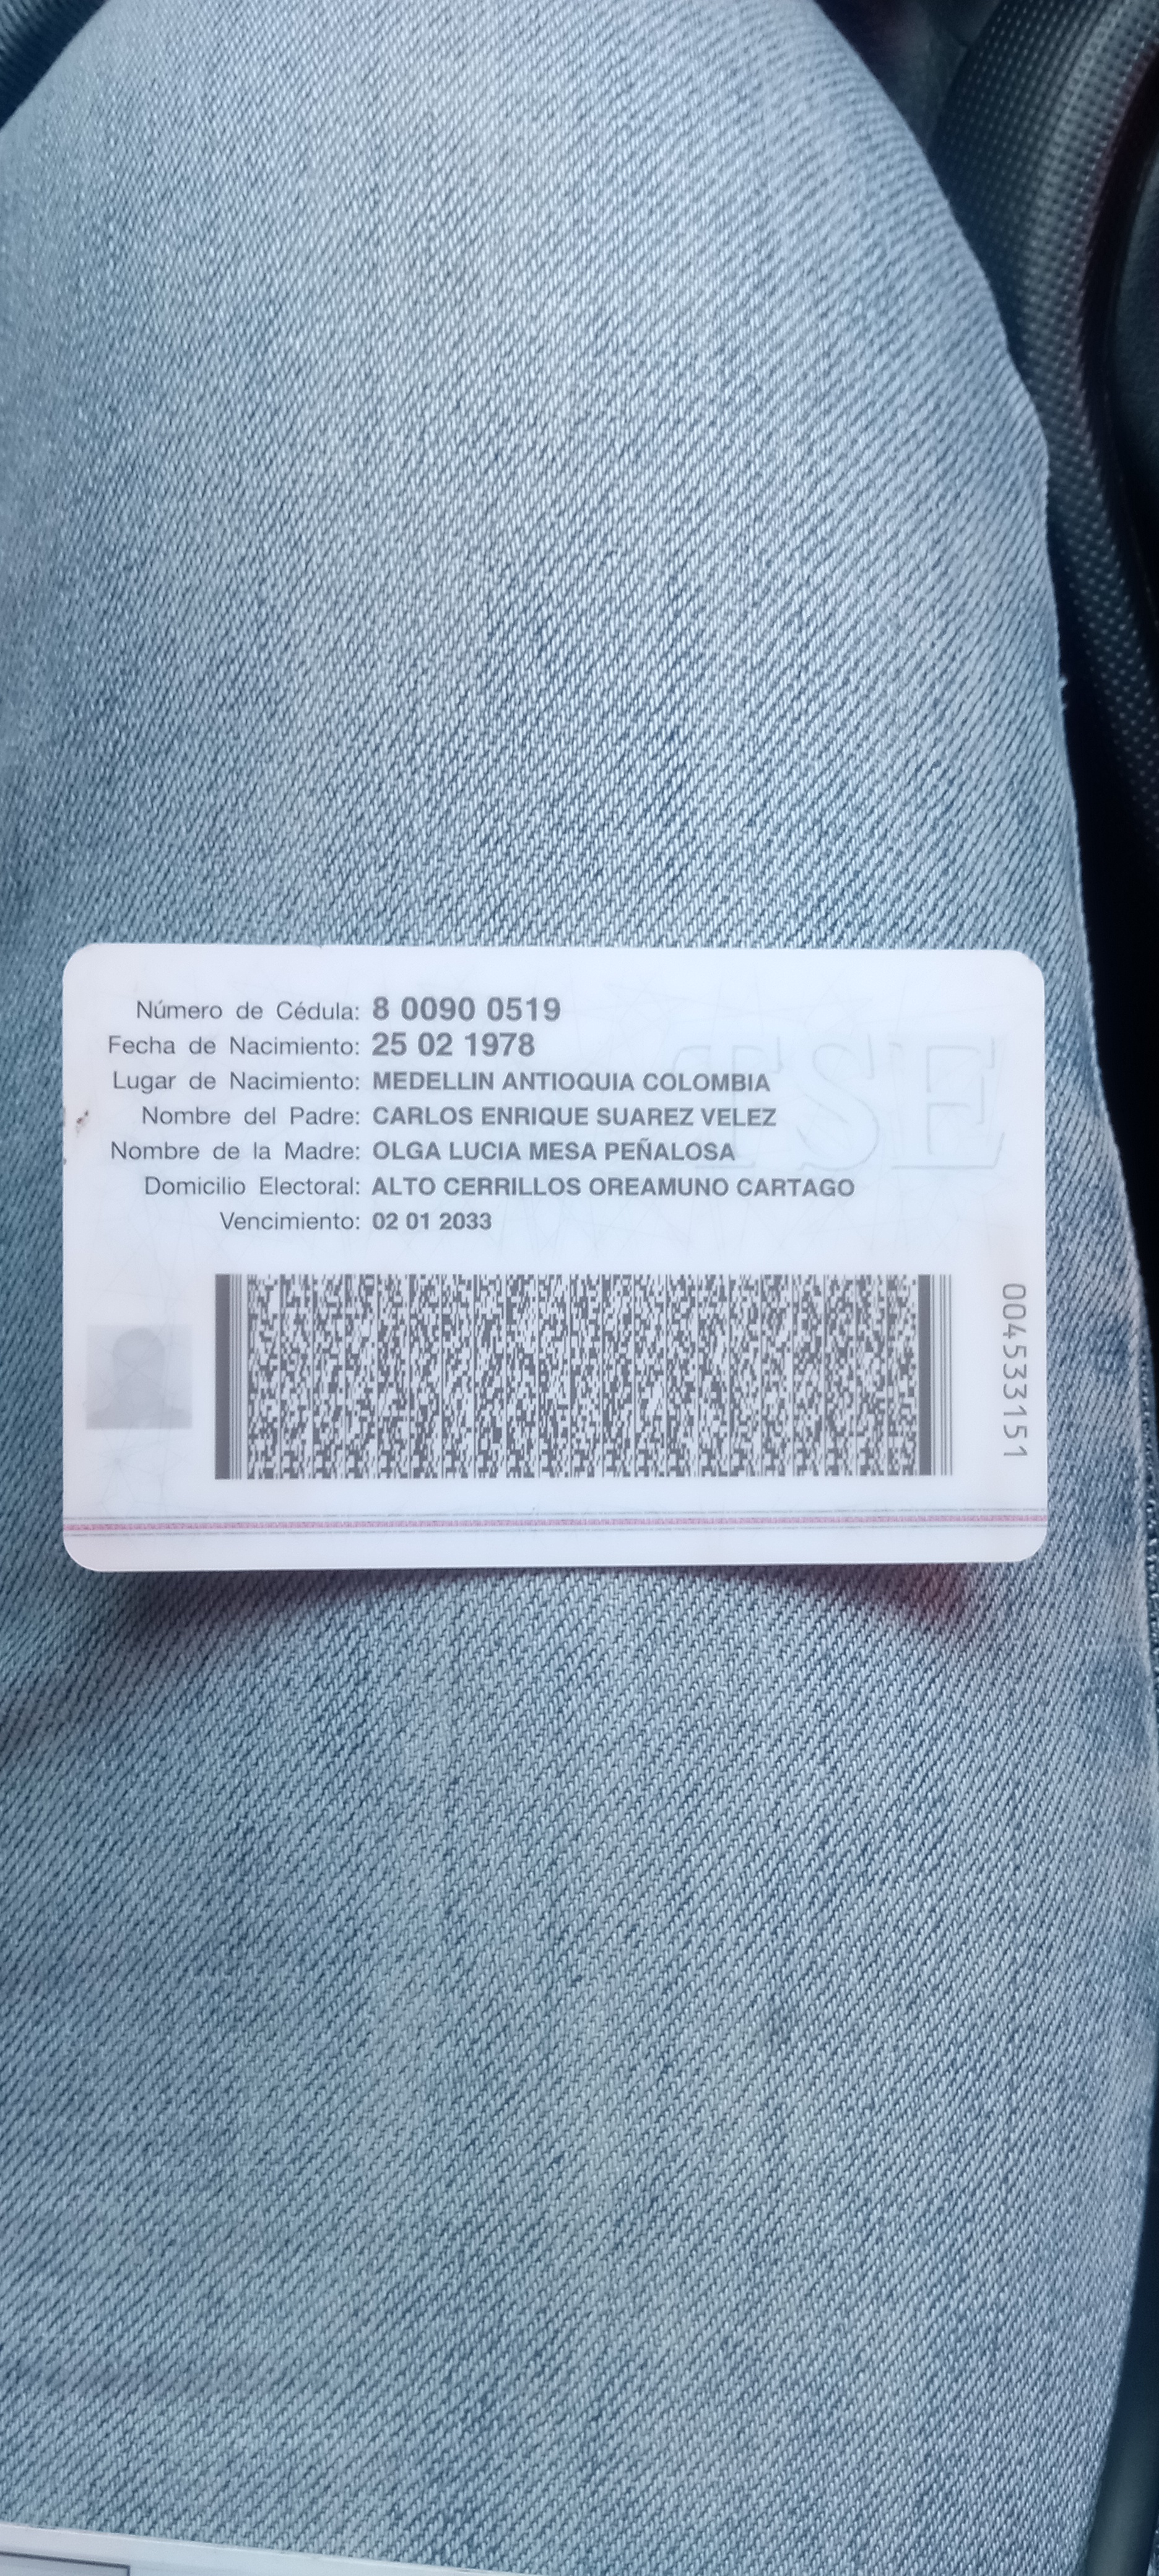 Número de Cédula: 8 0090 0519
Fecha de Nacimiento: 25 02 1978
Lugar de Nacimiento: MEDELLIN ANTIOQUIA COLOMBIA
Nombre del Padre: CARLOS ENRIQUE SUAREZ VELEZ
Nombre de la Madre: OLGA LUCIA MESA PEÑALOSA
Domicilio Electoral: ALTO CERRILLOS OREAMUNO CARTAGO
Vencimiento: 02 01 2033
TSE
004533151